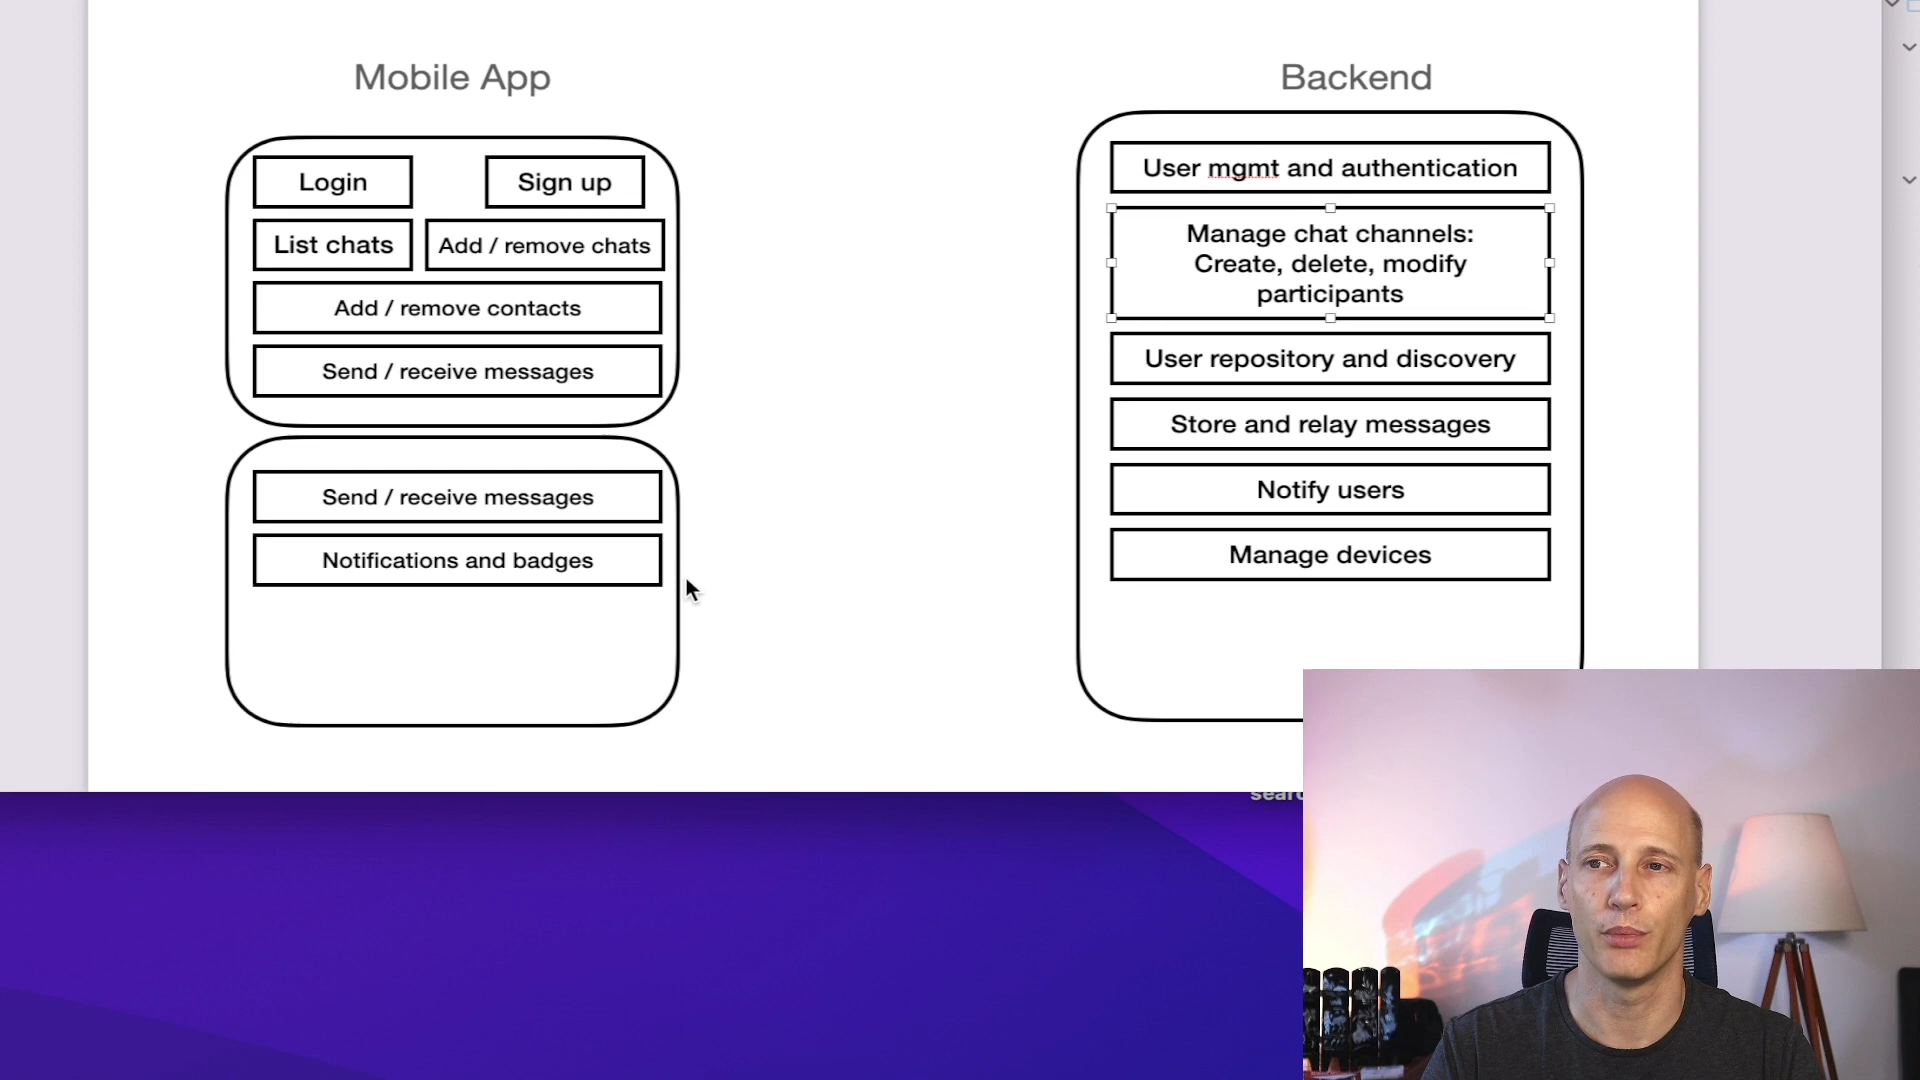 Mobile App
Login
Sign up
List chats
Add / remove chats
Add / remove contacts
Send / receive messages
Send / receive messages
Notifications and badges
Backend
User mgmt and authentication
Manage chat channels:
Create, delete, modify
participants
User repository and discovery
Store and relay messages
Notify users
Manage devices